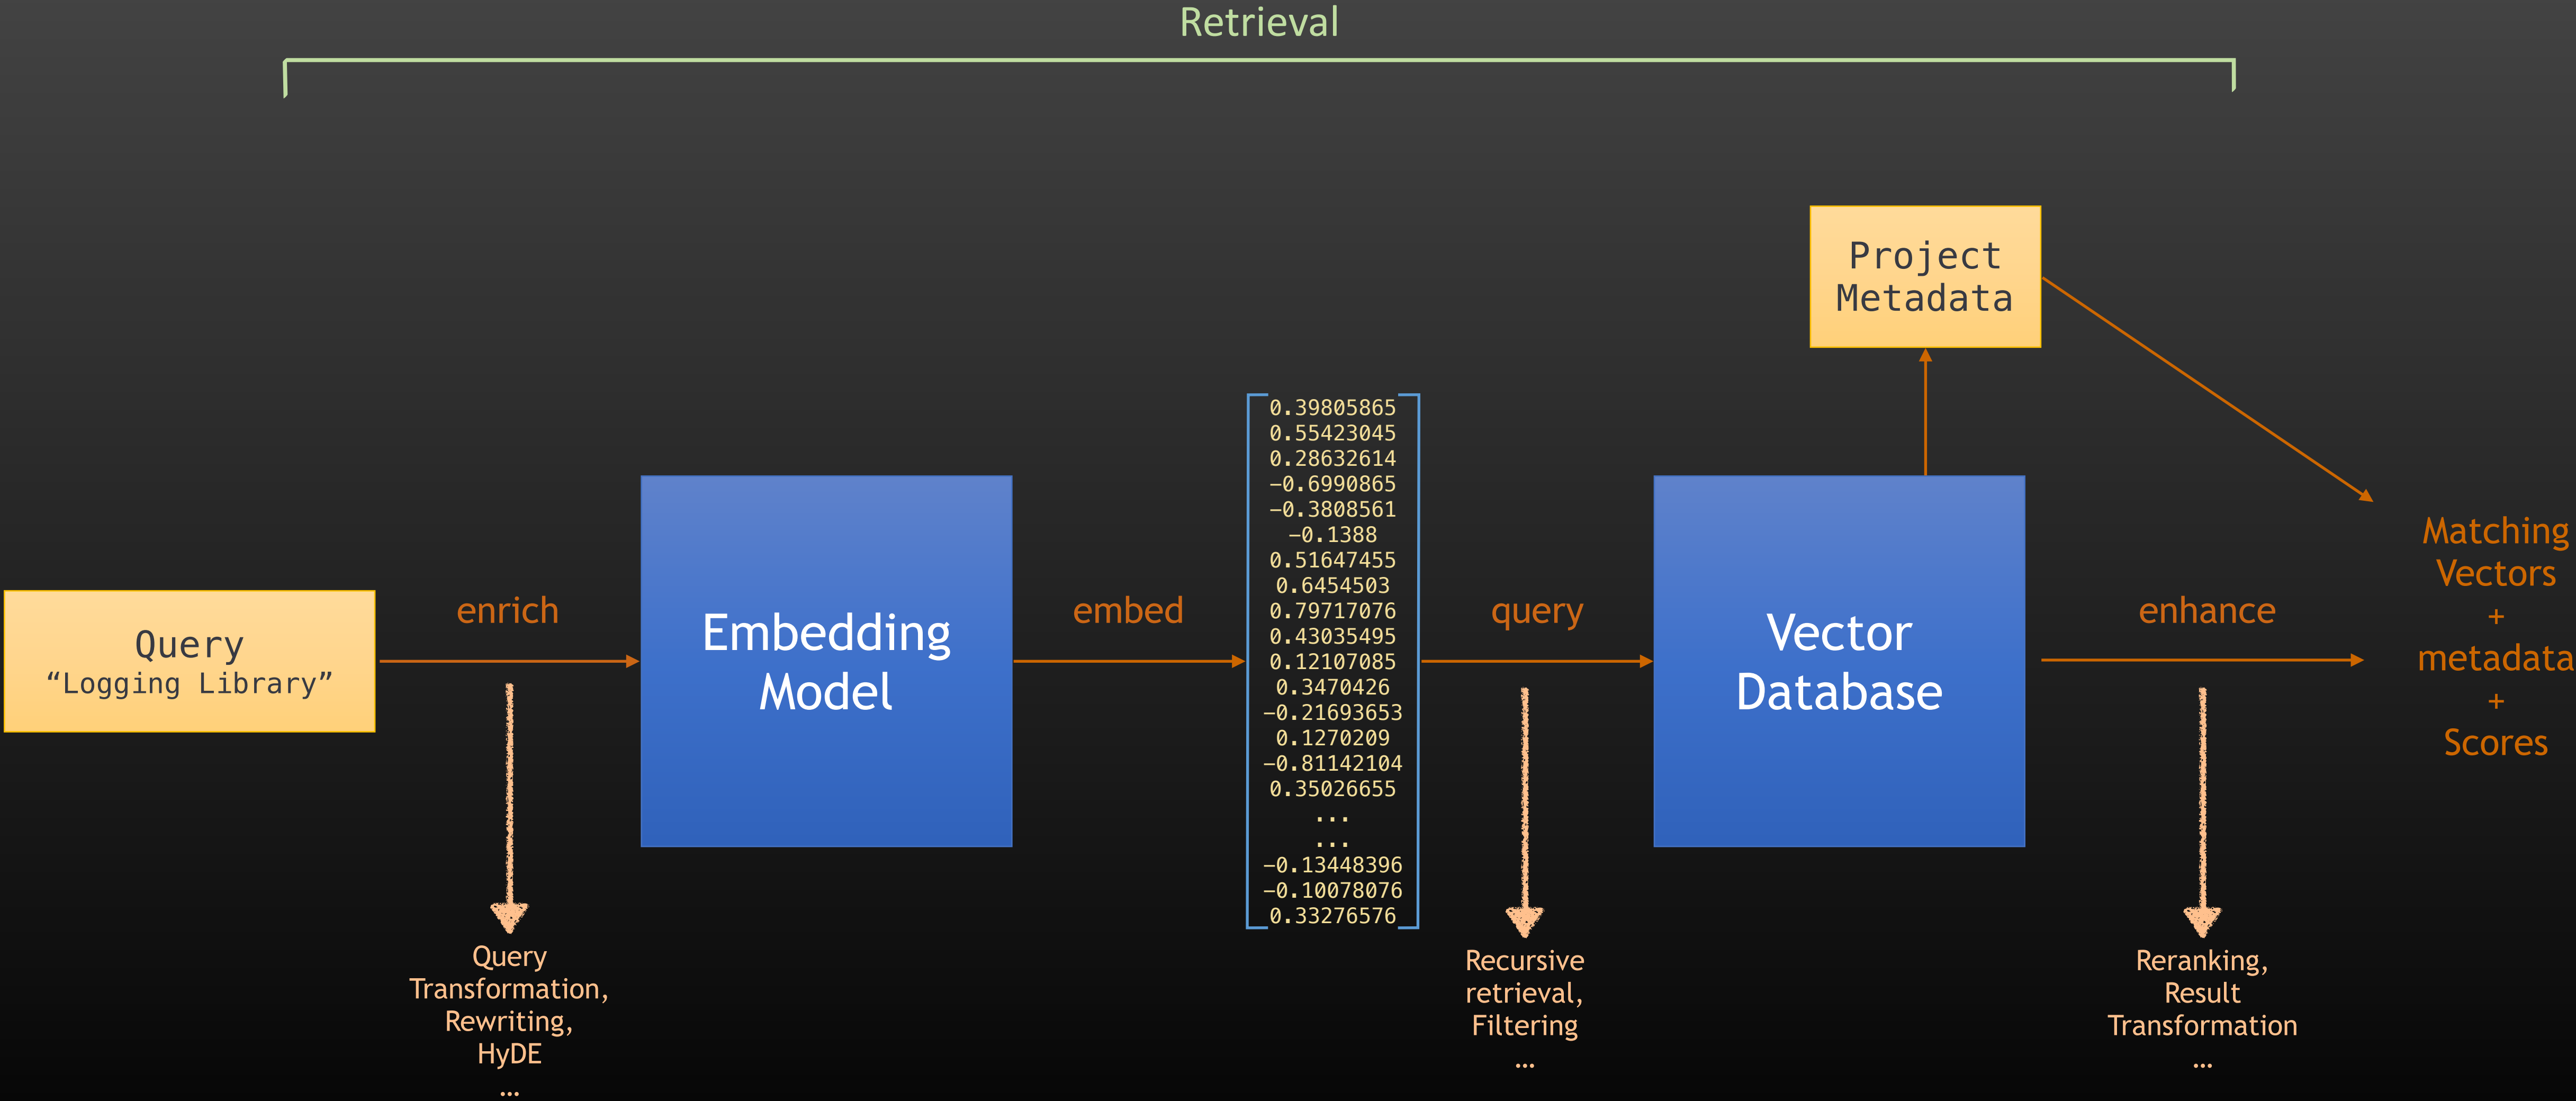 Retrieval
Project
Metadata
0.39805865
0.55423045
0.28632614
-0.6990865
-0.3808561
-0.1388
0.51647455
0.6454503
0.79717076
0.43035495
0.12107085
0.3470426
-0.21693653
0.1270209
-0.81142104
0.35026655
...
...
-0.13448396
-0.10078076
0.33276576
Query
“Logging Library”
enrich
Embedding
Model
embed
query
Vector
Database
enhance
Matching
Vectors
+
metadata
+
Scores
Query
Transformation,
Rewriting,
HyDE
...
Recursive
retrieval,
Filtering
...
Reranking,
Result
Transformation
...